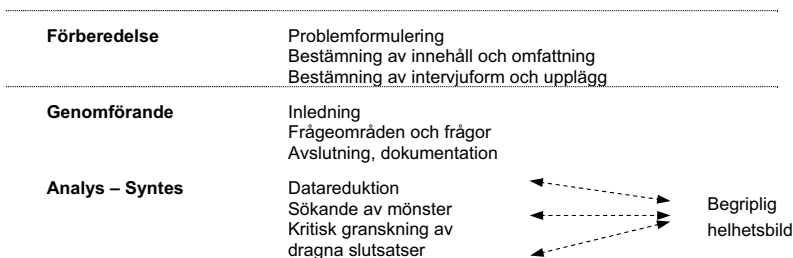 Förberedelse Problemformulering
Bestämning av innehåll och omfattning
Bestämning av intervjuform och upplägg
Genomförande Inledning
Frågeområden och frågor
Avslutning, dokumentation
Analys – Syntes Datareduktion
Sökande av mönster
Kritisk granskning av
dragna slutsatser
Begriplig
helhetsbild